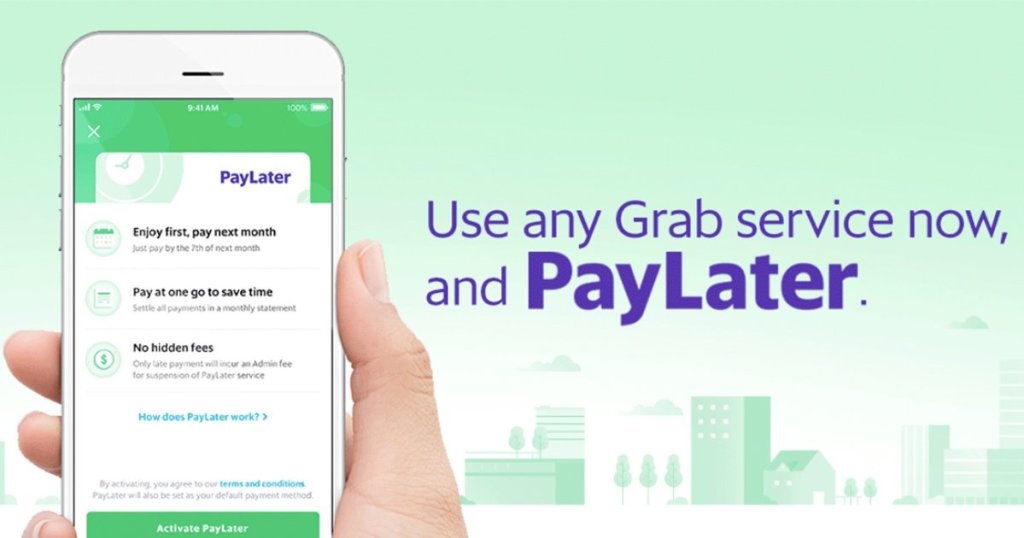 9:41 AM
100%
PayLater
Enjoy first, pay next month
Just pay by the 7th of next month
Pay at one go to save time
Settle all payments in a monthly statement
No hidden fees
Only late payment will incur an Admin fee
for suspension of PayLater service
How does PayLater work? >
By activating, you agree to our terms and conditions.
PayLater will also be set as your default payment method.
Activate PayLater
Use any Grab service now,
and PayLater.